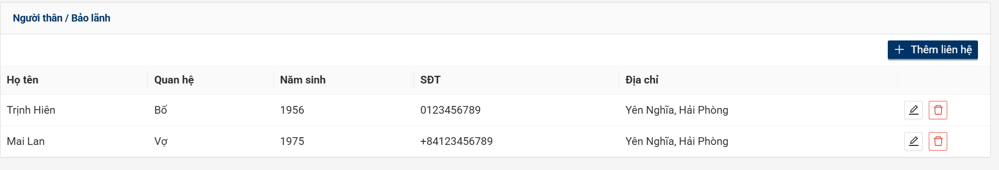 Người thân / Bảo lãnh
Thêm liên hệ
Họ tên Quan hệ Năm sinh SĐT Địa chỉ
Trịnh Hiên Bố 1956 0123456789 Yên Nghĩa, Hải Phòng
Mai Lan Vợ 1975 +84123456789 Yên Nghĩa, Hải Phòng